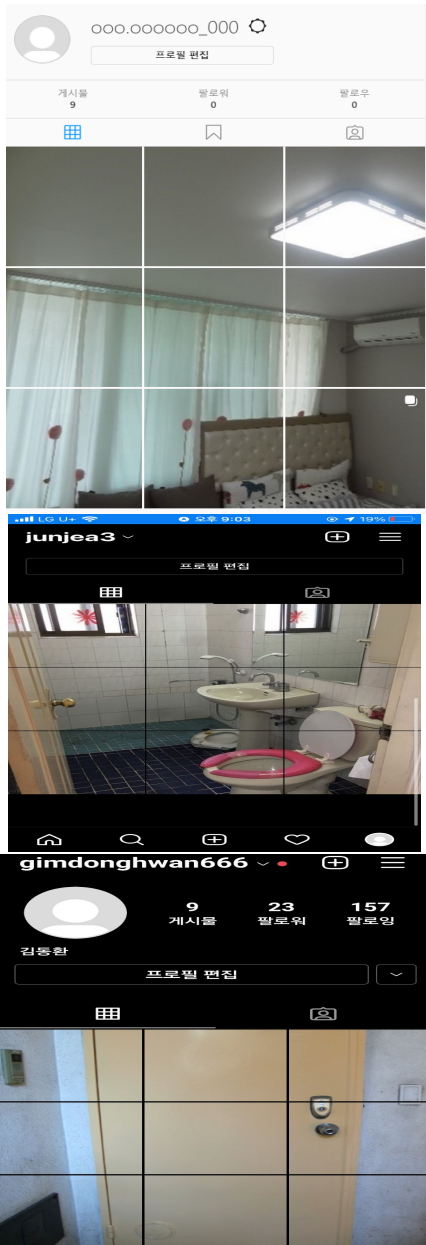 ooo.oooooo_000
프로필 편집
게시물 팔로워 팔로우
9 0 0
LG U+ 오후 9:03 19%
junjea3
프로필 편집
gimdonghwan666
9 23 157
게시물 팔로워 팔로잉
김동환
프로필 편집